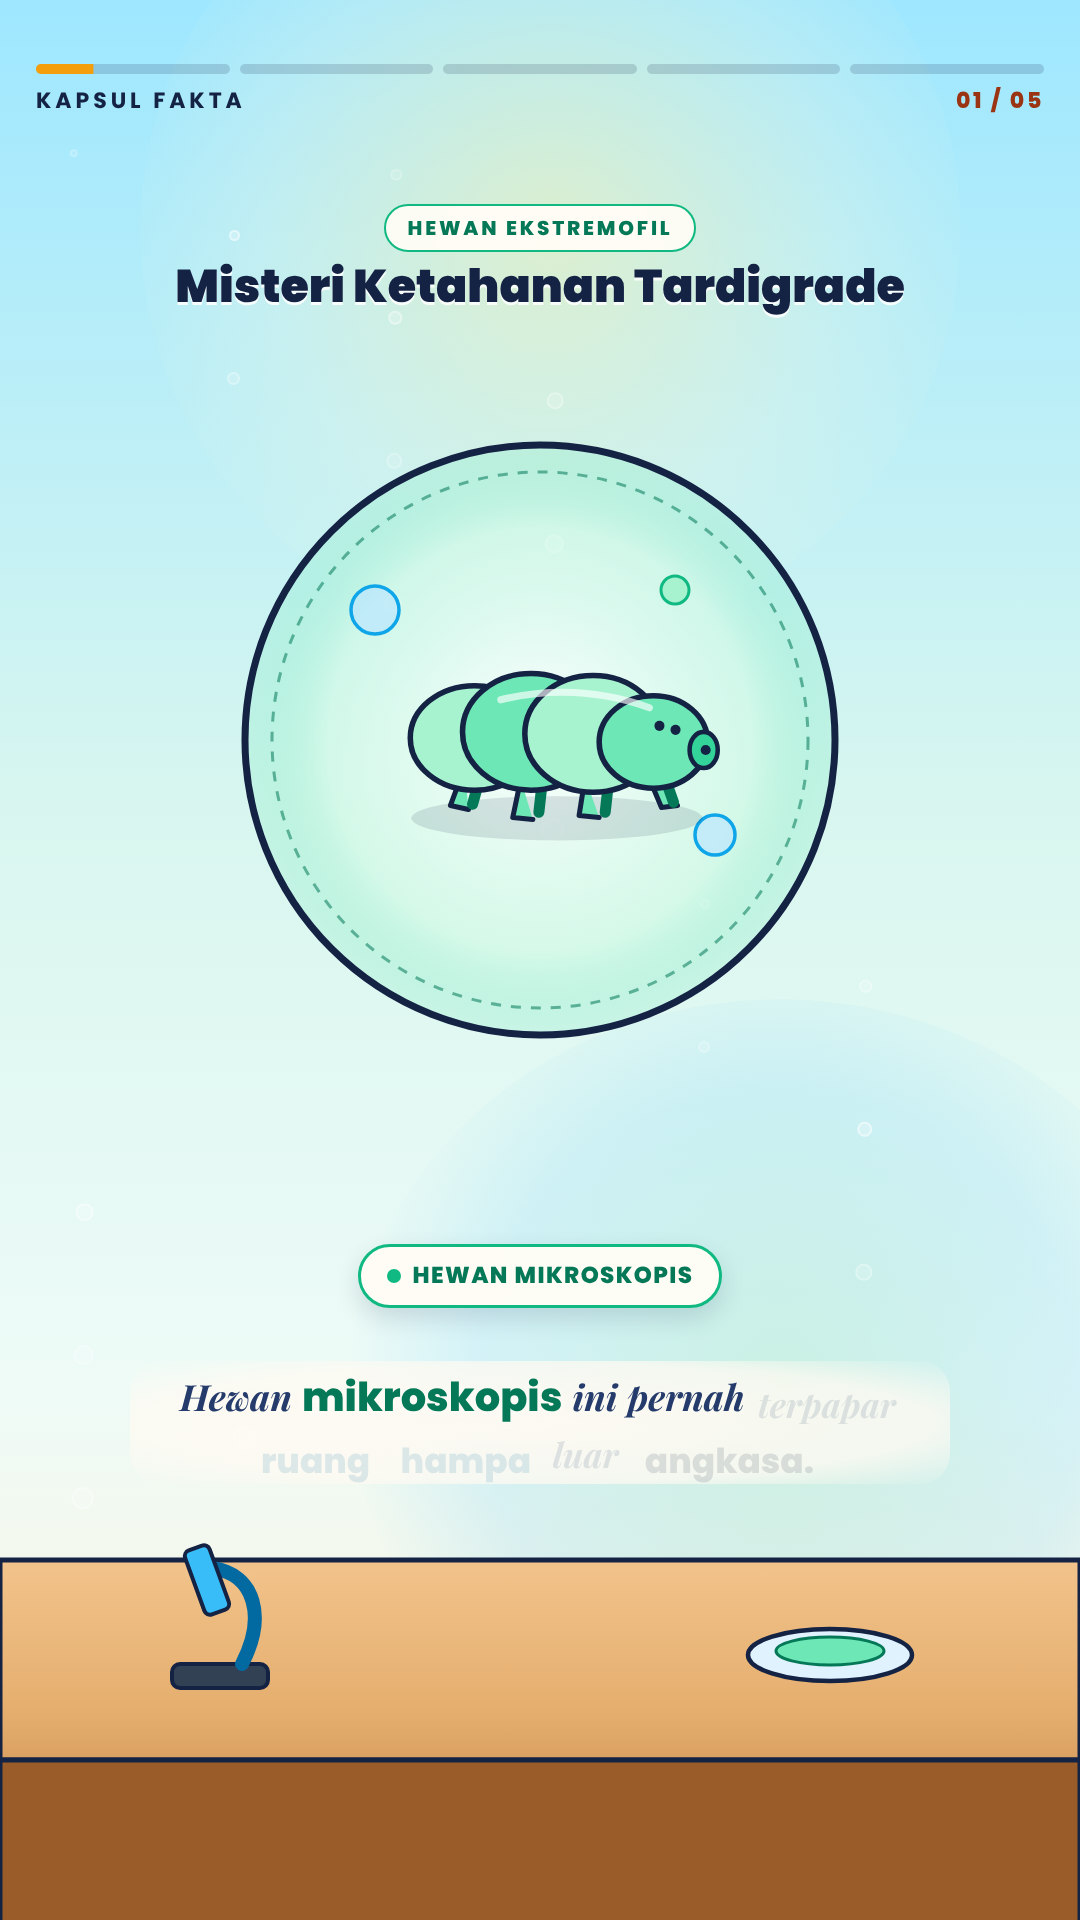 KAPSUL FAKTA
01 / 05
HEWAN EKSTREMOFIL
Misteri Ketahanan Tardigrade
HEWAN MIKROSKOPIS
Hewan mikroskopis ini pernah terpapar
ruang hampa luar angkasa.